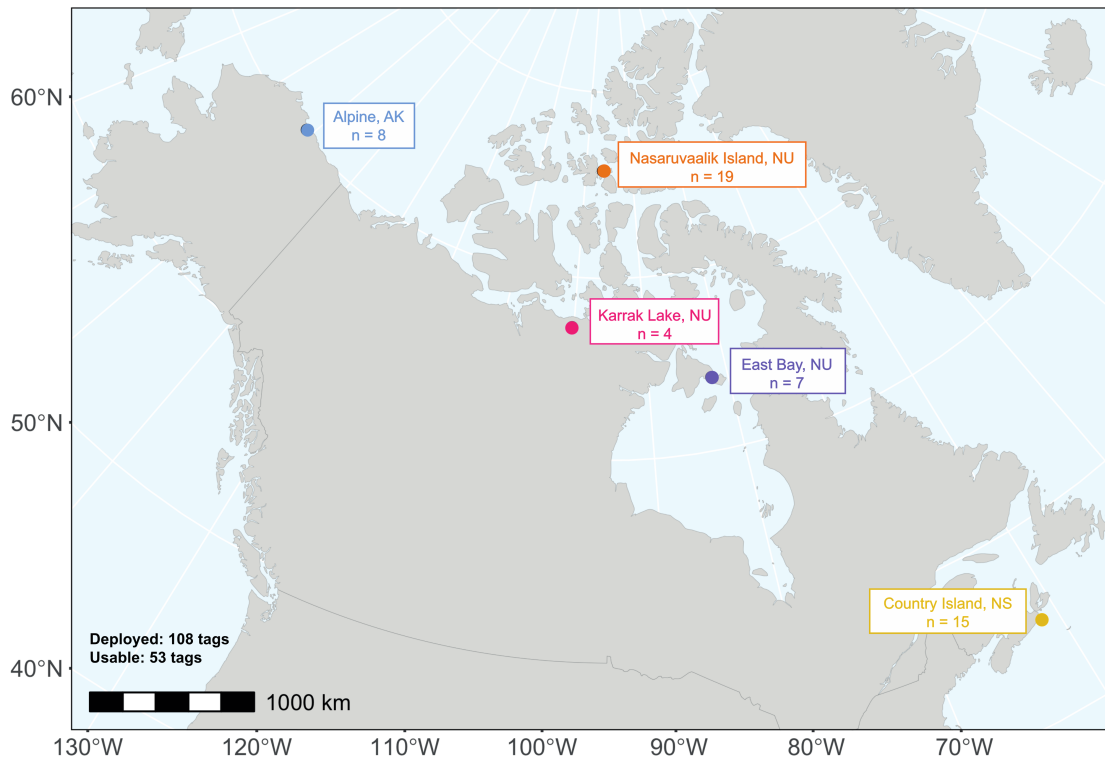 60°N
50°N
40°N
Alpine, AK
n = 8
Nasaruvaalik Island, NU
n = 19
Karrak Lake, NU
n = 4
East Bay, NU
n = 7
Country Island, NS
n = 15
Deployed: 108 tags
Usable: 53 tags
1000 km
130°W
120°W
110°W
100°W
90°W
80°W
70°W